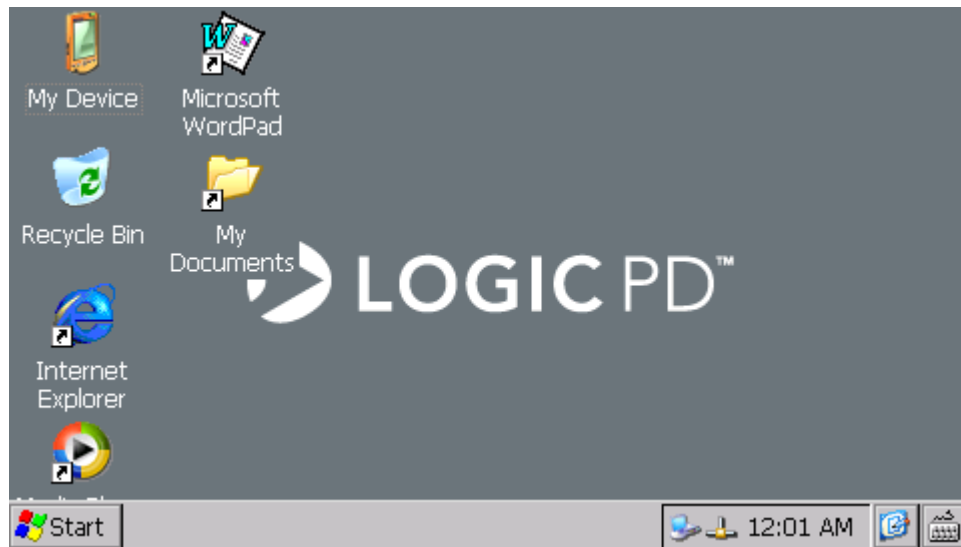 My Device
Microsoft
WordPad
Recycle Bin
My
Documents
LOGIC PD™
Internet
Explorer
Start
12:01 AM